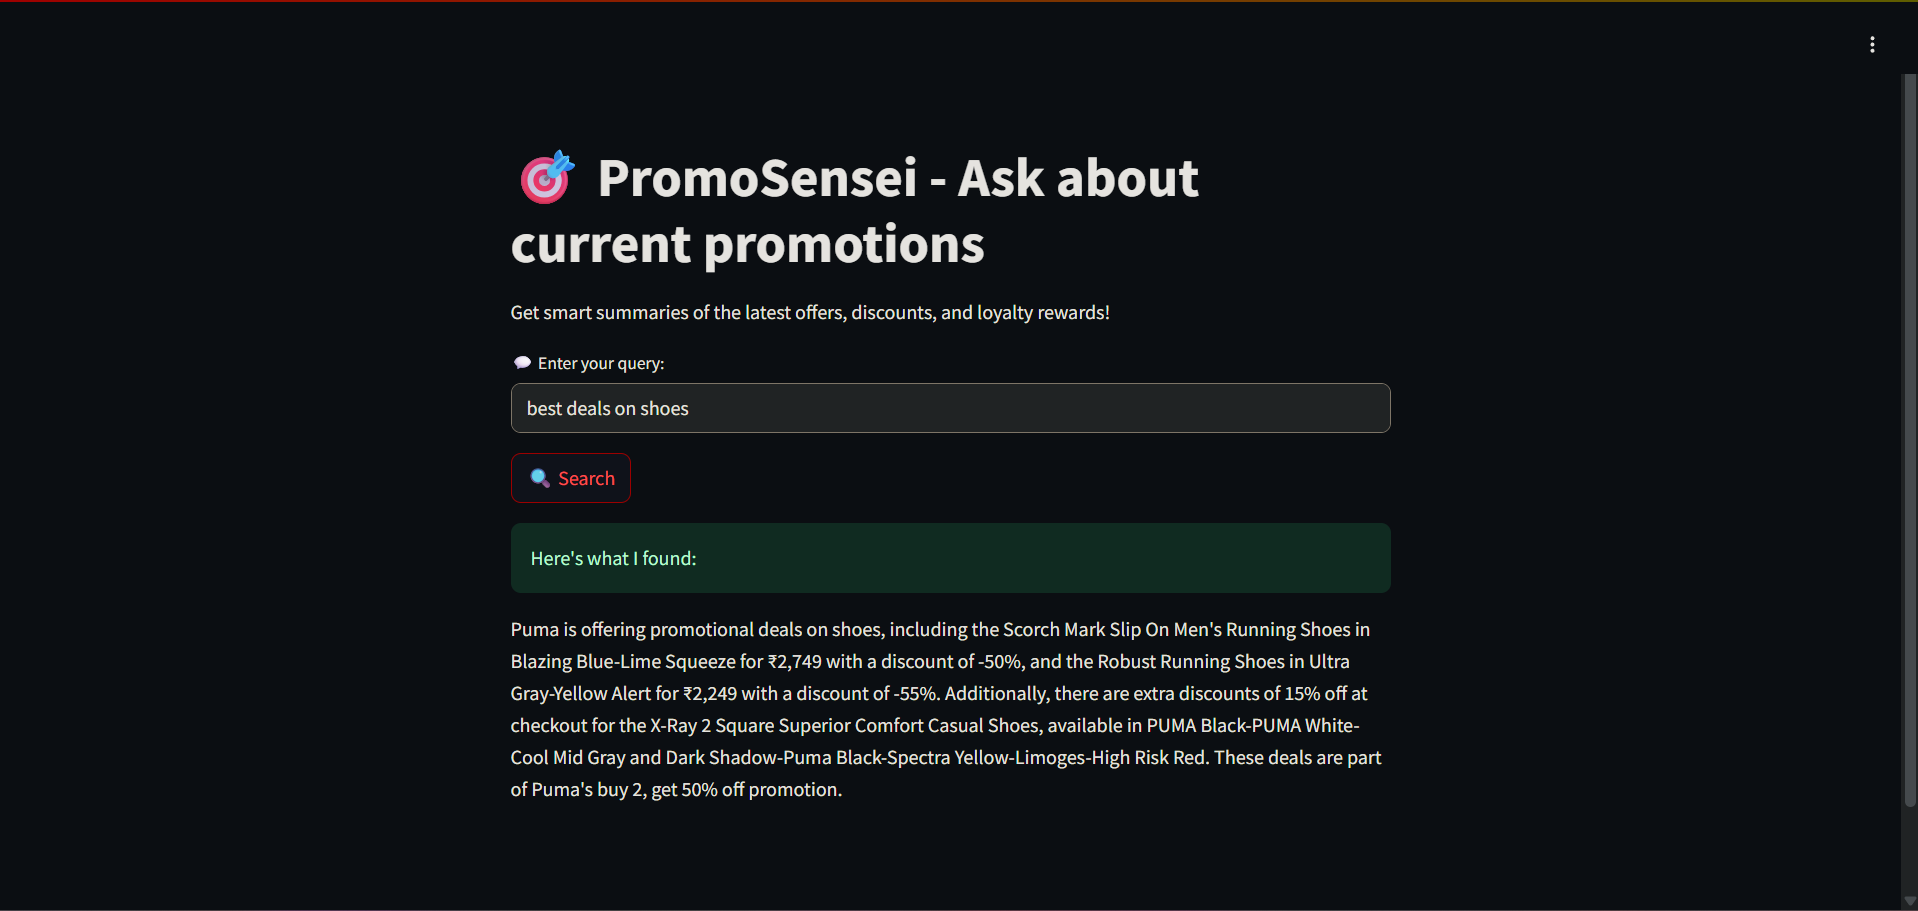 🎯 PromoSensei - Ask about
current promotions
Get smart summaries of the latest offers, discounts, and loyalty rewards!
💬 Enter your query:
best deals on shoes
🔍 Search
Here's what I found:
Puma is offering promotional deals on shoes, including the Scorch Mark Slip On Men's Running Shoes in
Blazing Blue-Lime Squeeze for ₹2,749 with a discount of -50%, and the Robust Running Shoes in Ultra
Gray-Yellow Alert for ₹2,249 with a discount of -55%. Additionally, there are extra discounts of 15% off at
checkout for the X-Ray 2 Square Superior Comfort Casual Shoes, available in PUMA Black-PUMA White-
Cool Mid Gray and Dark Shadow-Puma Black-Spectra Yellow-Limoges-High Risk Red. These deals are part
of Puma's buy 2, get 50% off promotion.